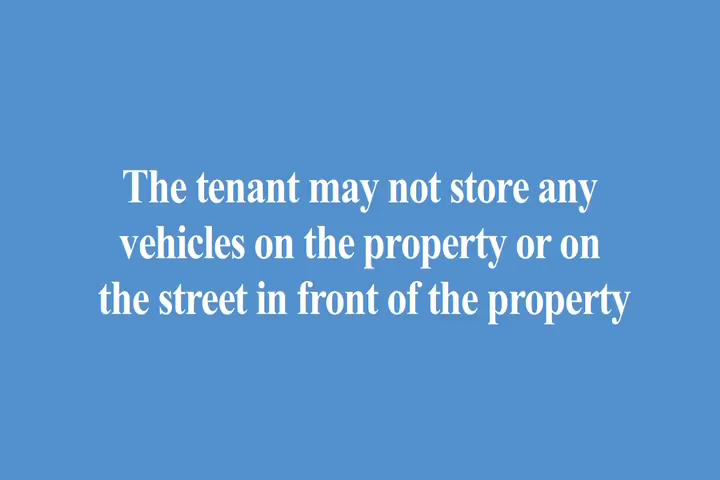 The tenant may not store any
vehicles on the property or on
the street in front of the property